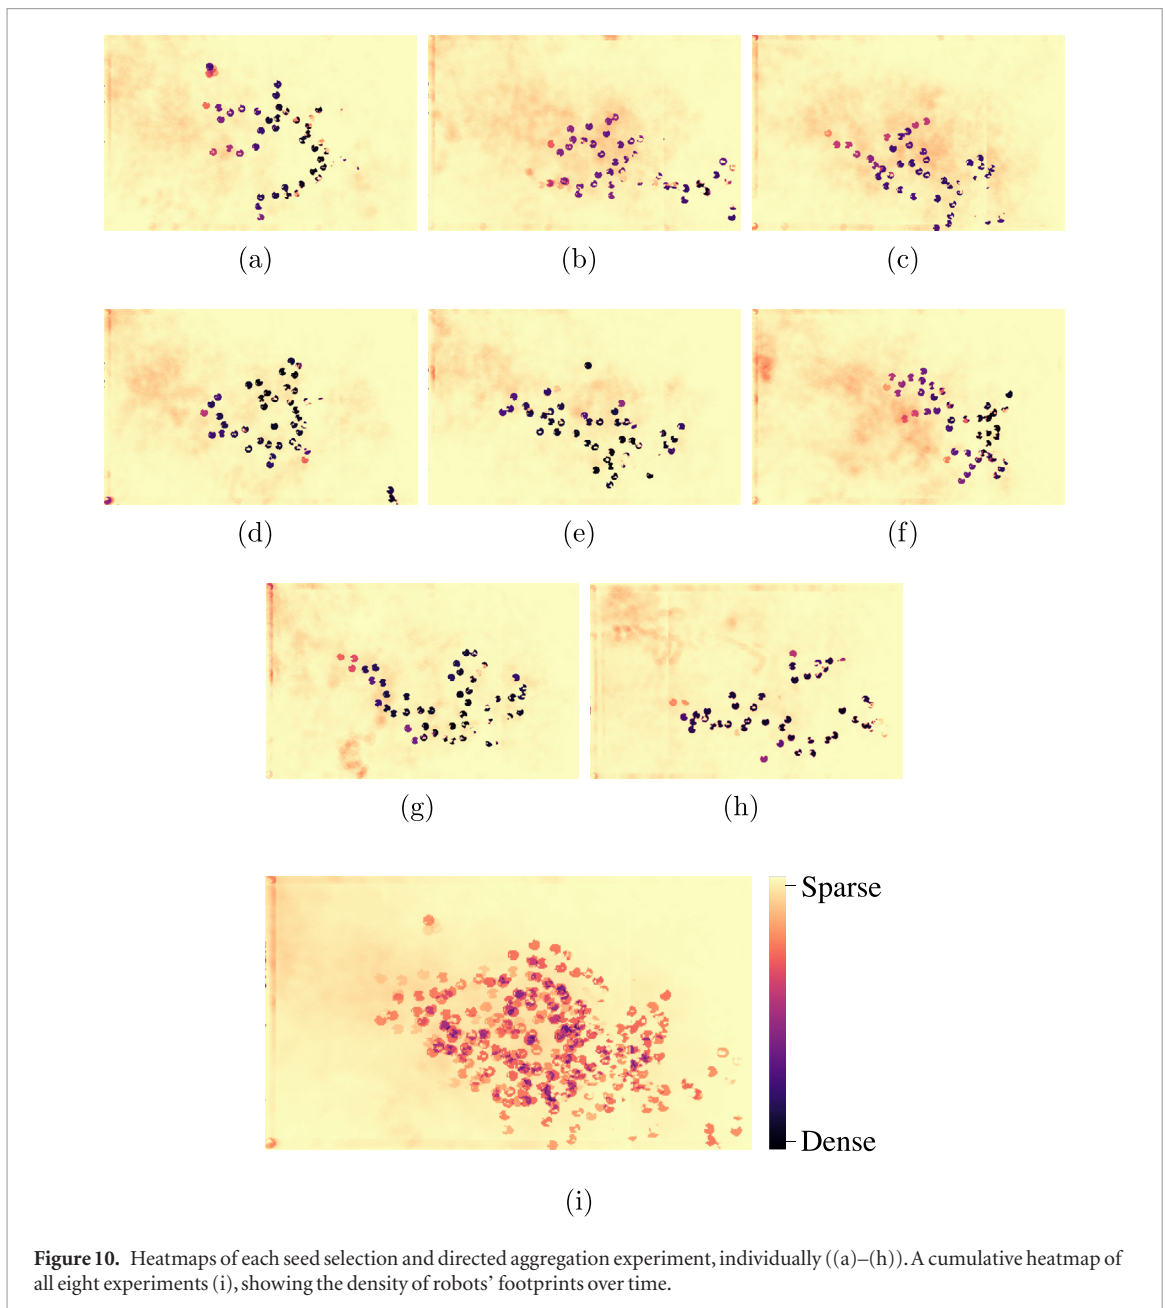 (a)
(b)
(c)
(d)
(e)
(f)
(g)
(h)
Sparse
Dense
(i)
Figure 10. Heatmaps of each seed selection and directed aggregation experiment, individually ((a)–(h)). A cumulative heatmap of
all eight experiments (i), showing the density of robots’ footprints over time.